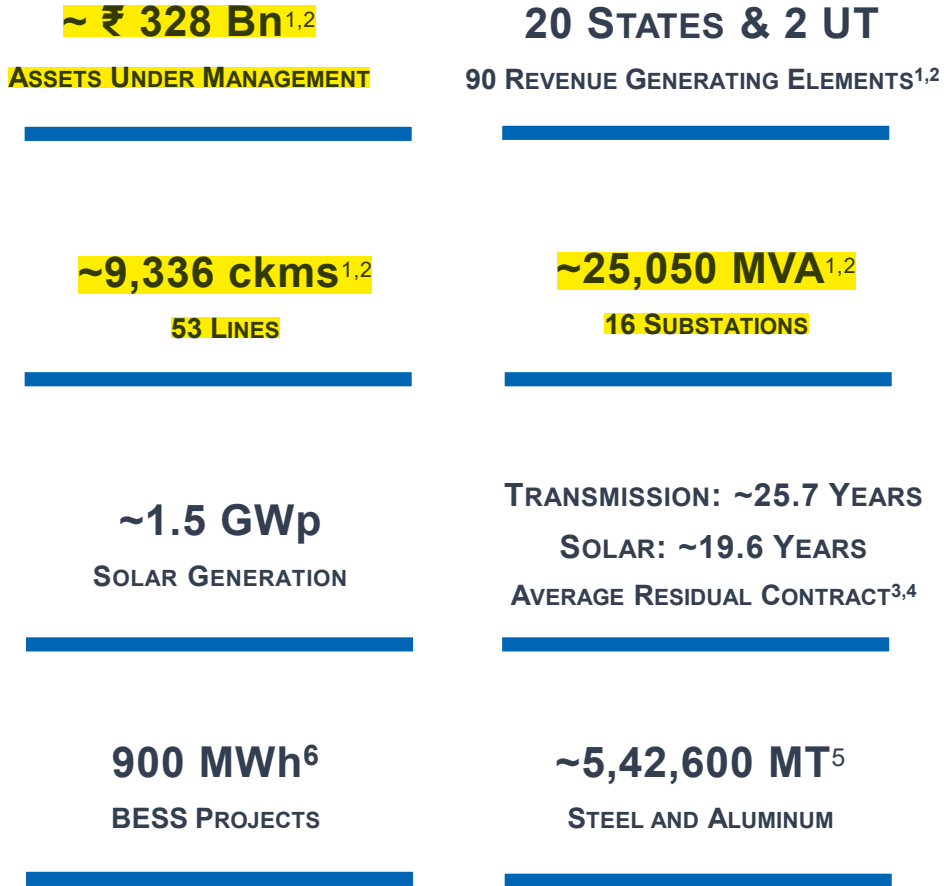 ~ ₹ 328 Bn1,2
ASSETS UNDER MANAGEMENT
20 STATES & 2 UT
90 REVENUE GENERATING ELEMENTS1,2
~9,336 ckms1,2
53 LINES
~25,050 MVA1,2
16 SUBSTATIONS
~1.5 GWp
SOLAR GENERATION
TRANSMISSION: ~25.7 YEARS
SOLAR: ~19.6 YEARS
AVERAGE RESIDUAL CONTRACT3,4
900 MWh6
BESS PROJECTS
~5,42,600 MT5
STEEL AND ALUMINUM